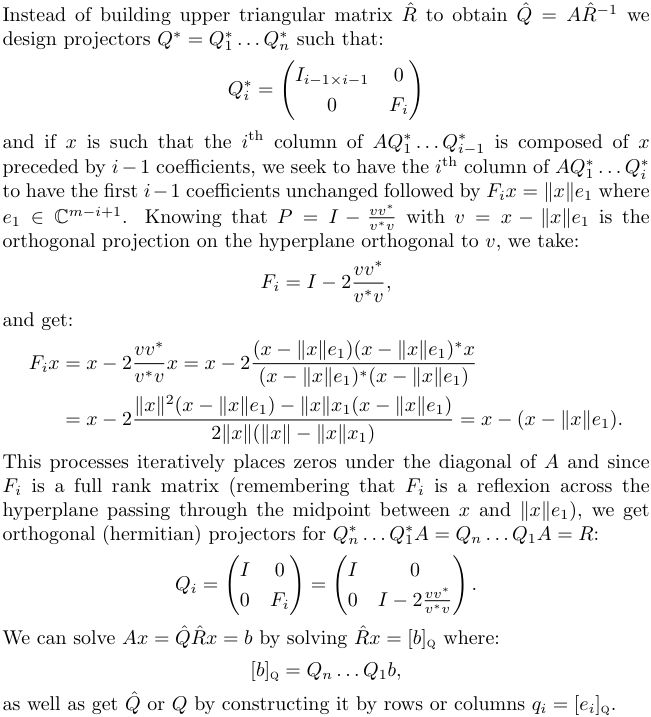 Instead of building upper triangular matrix $\hat{R}$ to obtain $\hat{Q} = A\hat{R}^{-1}$ we
design projectors $Q^* = Q_1^* \ldots Q_n^*$ such that:
$$Q_i^* = \begin{pmatrix} I_{i-1 \times i-1} & 0 \\ 0 & F_i \end{pmatrix}$$
and if $x$ is such that the $i^{\text{th}}$ column of $AQ_1^* \ldots Q_{i-1}^*$ is composed of $x$
preceded by $i-1$ coefficients, we seek to have the $i^{\text{th}}$ column of $AQ_1^* \ldots Q_i^*$
to have the first $i-1$ coefficients unchanged followed by $F_i x = \|x\|e_1$ where
$e_1 \in \mathbb{C}^{m-i+1}$. Knowing that $P = I - \frac{vv^*}{v^*v}$ with $v = x - \|x\|e_1$ is the
orthogonal projection on the hyperplane orthogonal to $v$, we take:
$$F_i = I - 2\frac{vv^*}{v^*v},$$
and get:
$$F_i x = x - 2\frac{vv^*}{v^*v}x = x - 2\frac{(x - \|x\|e_1)(x - \|x\|e_1)^*x}{(x - \|x\|e_1)^*(x - \|x\|e_1)}$$
$$= x - 2\frac{\|x\|^2(x - \|x\|e_1) - \|x\|x_1(x - \|x\|e_1)}{2\|x\|(\|x\| - \|x\|x_1)} = x - (x - \|x\|e_1).$$
This processes iteratively places zeros under the diagonal of $A$ and since
$F_i$ is a full rank matrix (remembering that $F_i$ is a reflexion across the
hyperplane passing through the midpoint between $x$ and $\|x\|e_1$), we get
orthogonal (hermitian) projectors for $Q_n^* \ldots Q_1^* A = Q_n \ldots Q_1 A = R$:
$$Q_i = \begin{pmatrix} I & 0 \\ 0 & F_i \end{pmatrix} = \begin{pmatrix} I & 0 \\ 0 & I - 2\frac{vv^*}{v^*v} \end{pmatrix}.$$
We can solve $Ax = \hat{Q}\hat{R}x = b$ by solving $\hat{R}x = [b]_{\text{Q}}$ where:
$$[b]_{\text{Q}} = Q_n \ldots Q_1 b,$$
as well as get $\hat{Q}$ or $Q$ by constructing it by rows or columns $q_i = [e_i]_{\text{Q}}$.